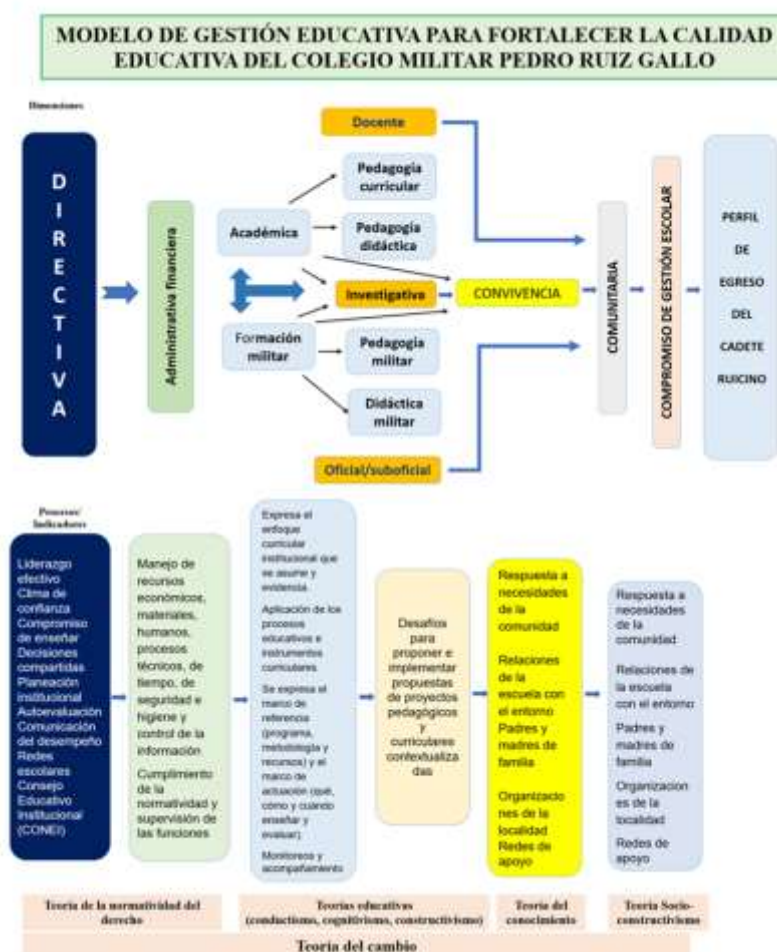 MODELO DE GESTIÓN EDUCATIVA PARA FORTALECER LA CALIDAD
EDUCATIVA DEL COLEGIO MILITAR PEDRO RUIZ GALLO
Dimensiones
DIRECTIVA
Administrativa financiera
Docente
Académica
Formación
militar
Pedagogía
curricular
Pedagogía
didáctica
Investigativa
Pedagogía
militar
Didáctica
militar
Oficial/suboficial
CONVIVENCIA
COMUNITARIA
COMPROMISO DE GESTIÓN ESCOLAR
PERFIL
DE
EGRESO
DEL
CADETE
RUICINO
Procesos/
Indicadores
Liderazgo
efectivo
Clima de
confianza
Compromiso
de enseñar
Decisiones
compartidas
Planeación
institucional
Autoevaluación
Comunicación
del desempeño
Redes
escolares
Consejo
Educativo
Institucional
(CONEI)
Manejo de
recursos
económicos,
materiales,
humanos,
procesos
técnicos, de
tiempo, de
seguridad e
higiene y
control de la
información
Cumplimiento
de la
normatividad y
supervisión de
las funciones
Expresa el
enfoque
curricular
institucional que
se asume y
evidencia.
Aplicación de los
procesos
educativos e
instrumentos
curriculares
Se expresa el
marco de
referencia
(programa,
metodología y
recursos) y el
marco de
actuación (qué,
cómo y cuándo
enseñar y
evaluar).
Monitoreos y
acompañamiento
Desafíos
para
proponer e
implementar
propuestas
de proyectos
pedagógicos
y
curriculares
contextualiza
das
Respuesta a
necesidades
de la
comunidad
Relaciones
de la
escuela con
el entorno
Padres y
madres de
familia
Organizacio
nes de la
localidad
Redes de
apoyo
Respuesta a
necesidades
de la
comunidad
Relaciones de
la escuela
con el entorno
Padres y
madres de
familia
Organizacion
es de la
localidad
Redes de
apoyo
Teoría de la normatividad del
derecho
Teorías educativas
(conductismo, cognitivismo, constructivismo)
Teoría del
conocimiento
Teoría Socio-
constructivismo
Teoría del cambio